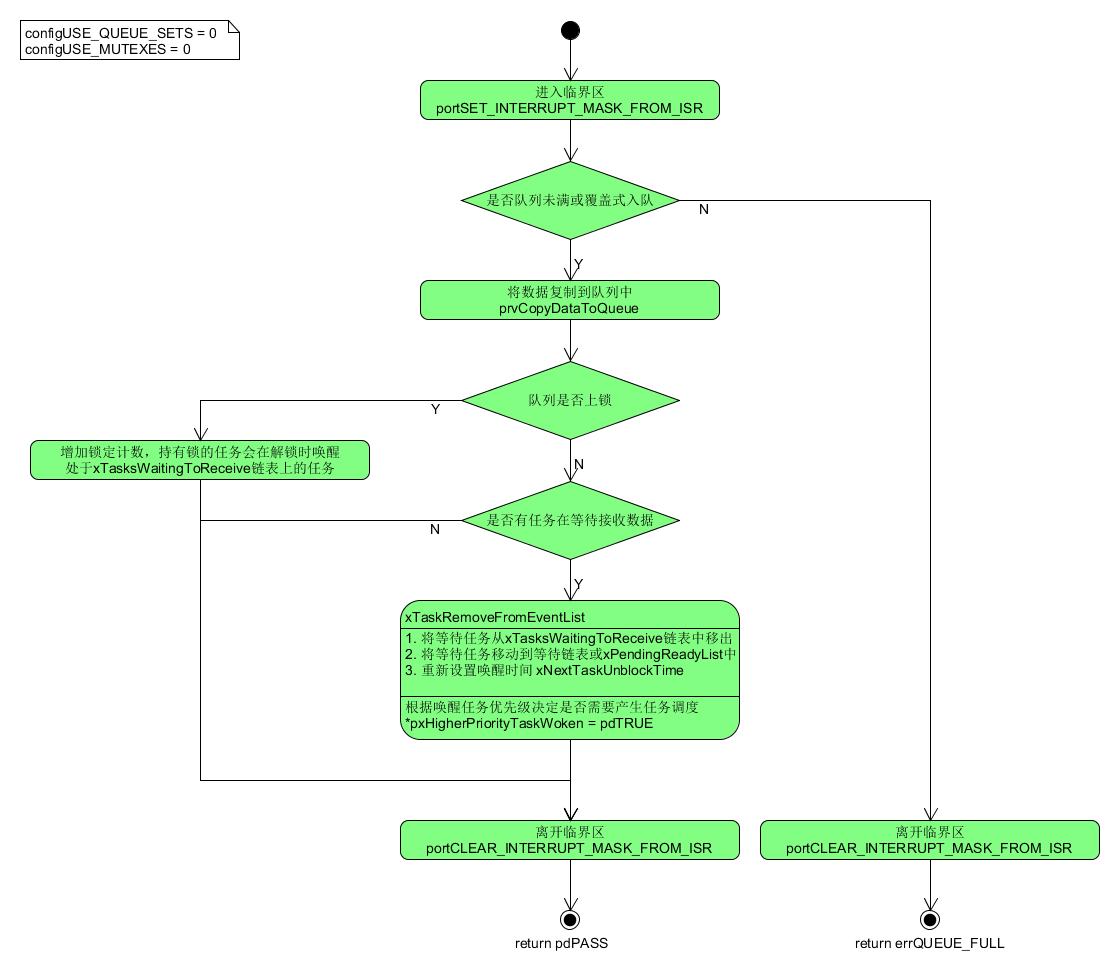 configUSE_QUEUE_SETS = 0
configUSE_MUTEXES = 0
进入临界区
portSET_INTERRUPT_MASK_FROM_ISR
是否队列未满或覆盖式入队
N
Y
将数据复制到队列中
prvCopyDataToQueue
队列是否上锁
Y
N
增加锁定计数，持有锁的任务会在解锁时唤醒
处于xTasksWaitingToReceive链表上的任务
是否有任务在等待接收数据
N
Y
xTaskRemoveFromEventList
1. 将等待任务从xTasksWaitingToReceive链表中移出
2. 将等待任务移动到等待链表或xPendingReadyList中
3. 重新设置唤醒时间 xNextTaskUnblockTime
根据唤醒任务优先级决定是否需要产生任务调度
*pxHigherPriorityTaskWoken = pdTRUE
离开临界区
portCLEAR_INTERRUPT_MASK_FROM_ISR
离开临界区
portCLEAR_INTERRUPT_MASK_FROM_ISR
return pdPASS
return errQUEUE_FULL